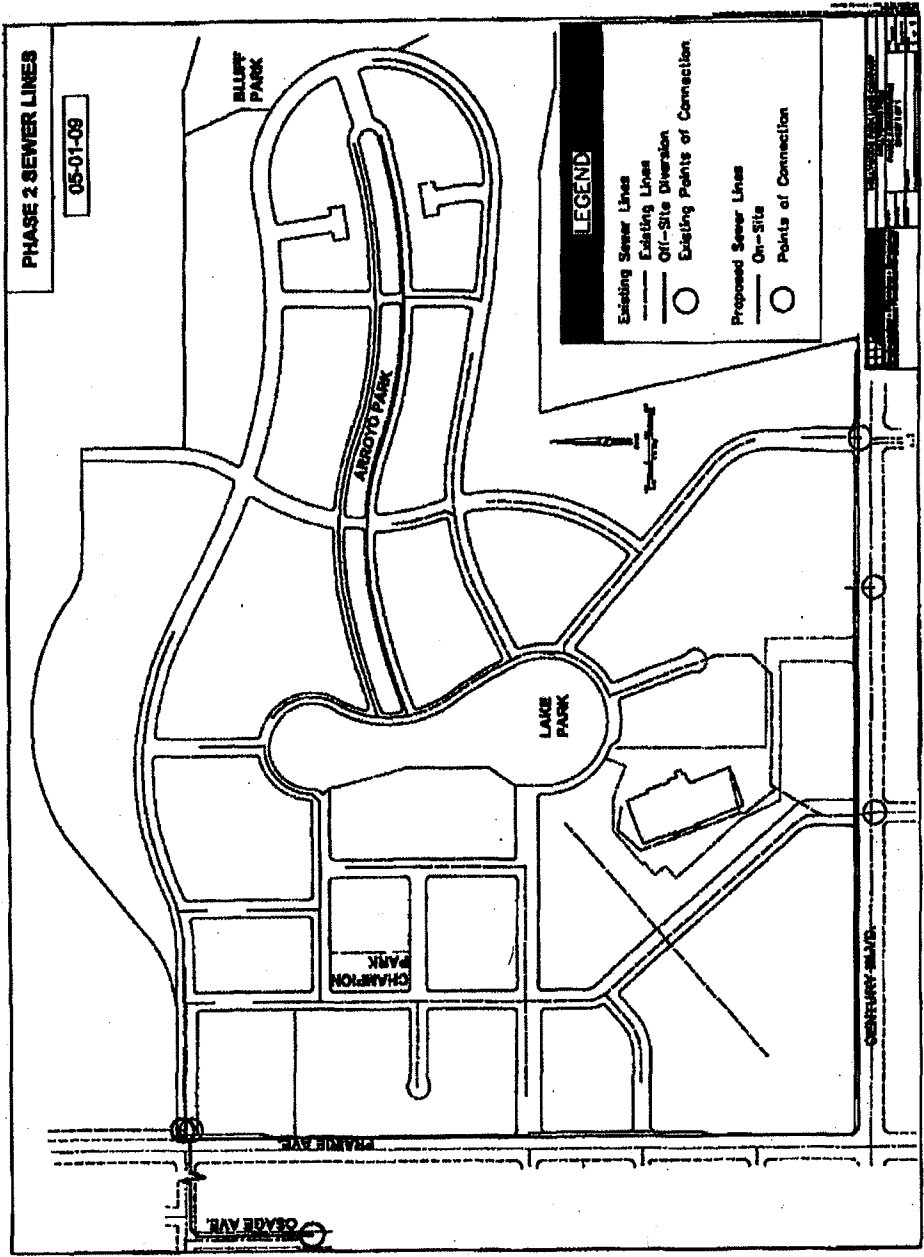 PHASE 2 SEWER LINES
05-01-09
BLUFF
PARK
ARROYO PARK
LAKE
PARK
CHAMPION
PARK
PRAIRIE AVE.
OSAGE AVE.
CENTURY BLVD.
LEGEND
Existing Sewer Lines
Existing Lines
Off-Site Diversion
Existing Points of Connection
Proposed Sewer Lines
On-Site
Points of Connection